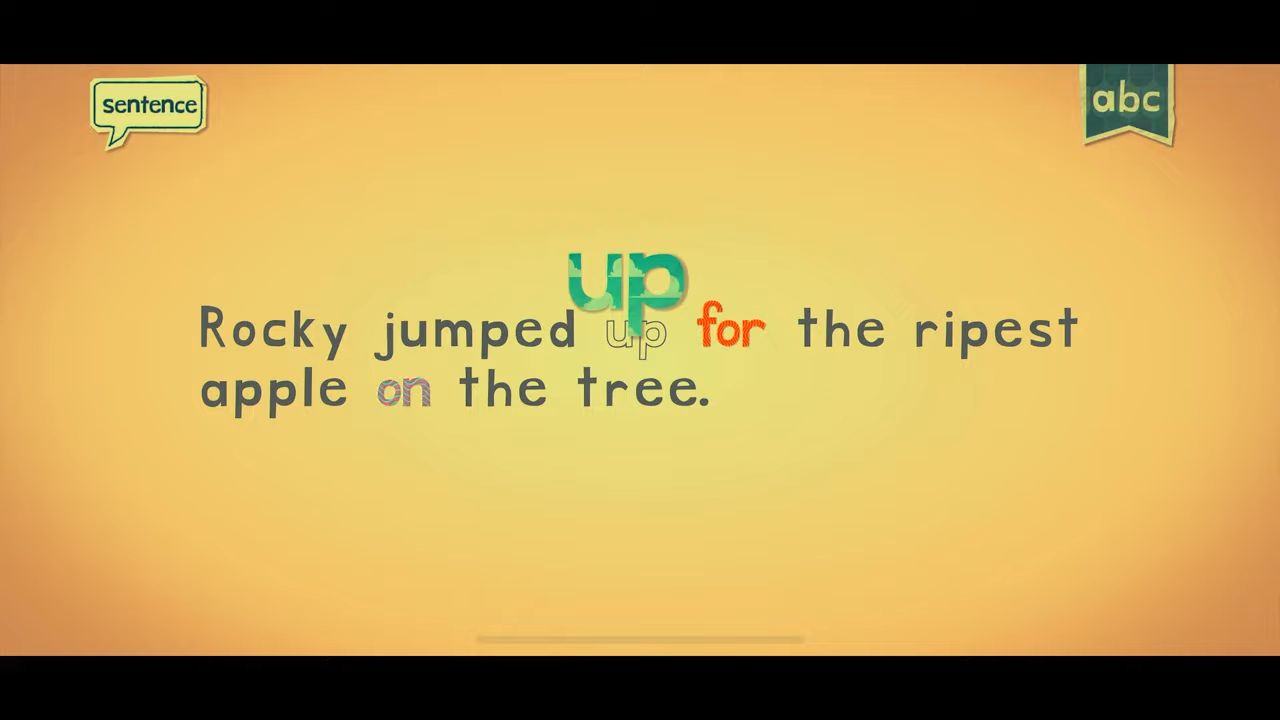 sentence
abc
up
Rocky jumped up for the ripest
apple on the tree.